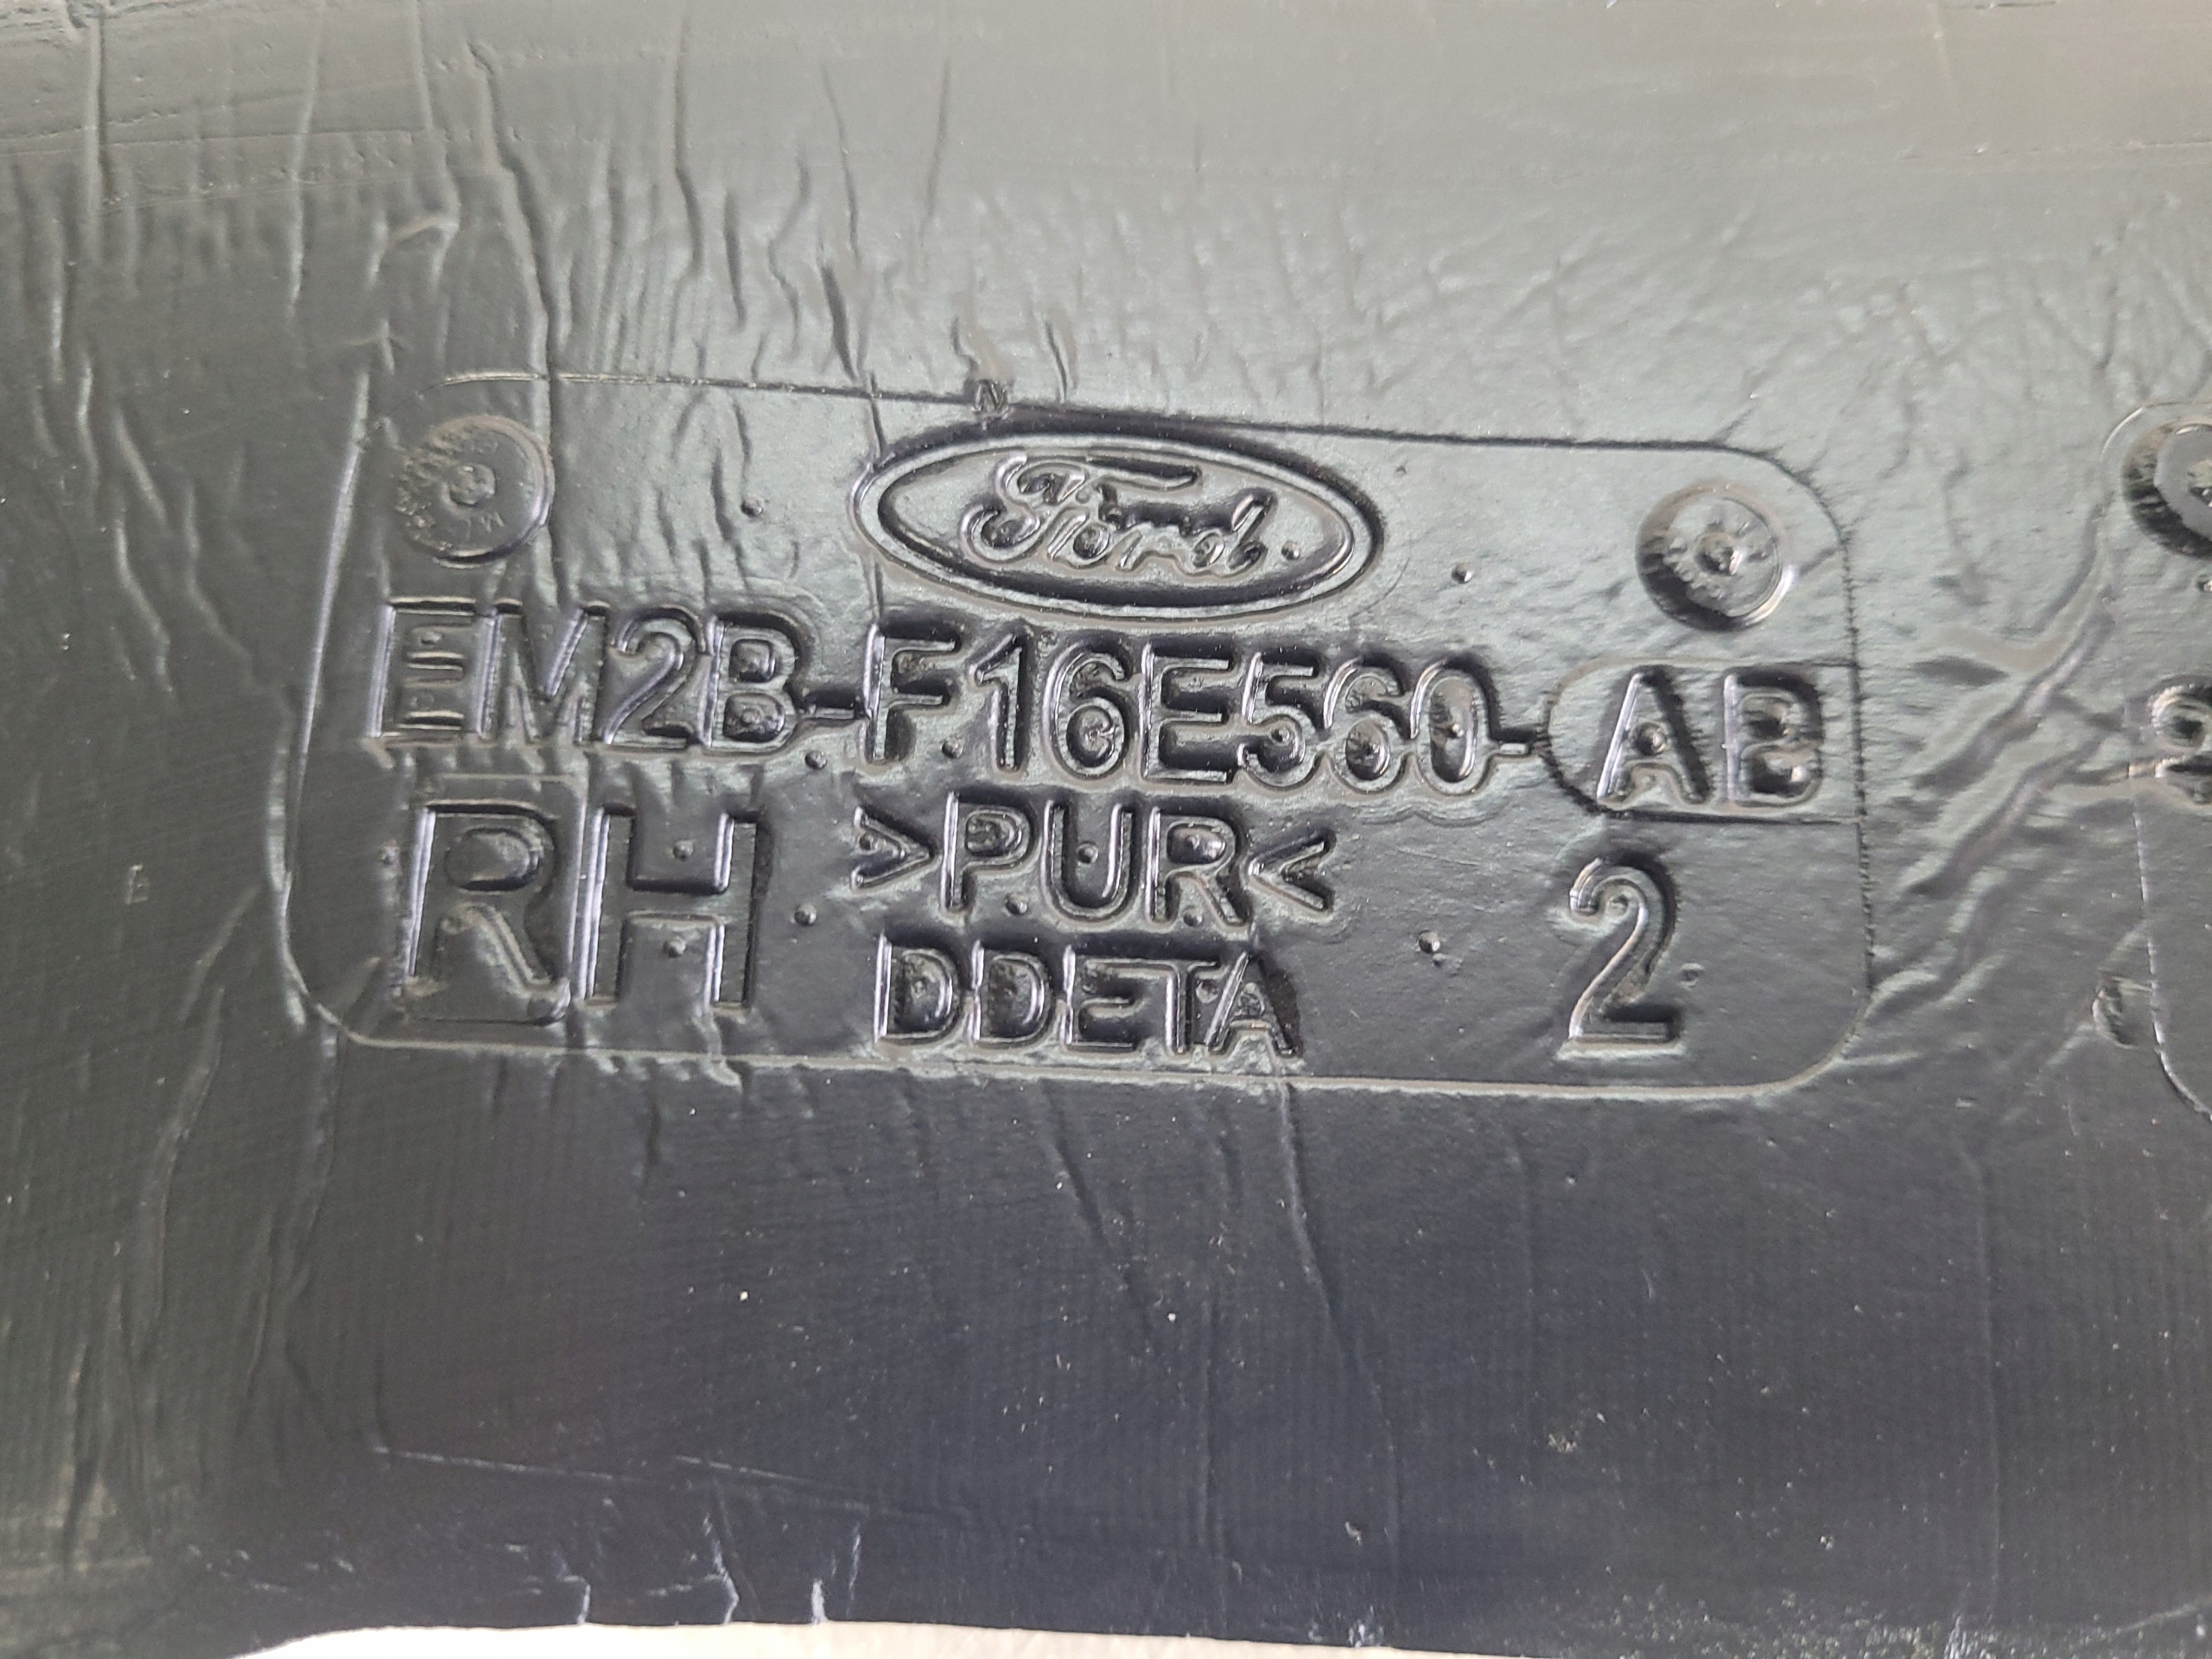 Ford
EM2B-F16E560-AB
RH >PUR< 2
DDETA